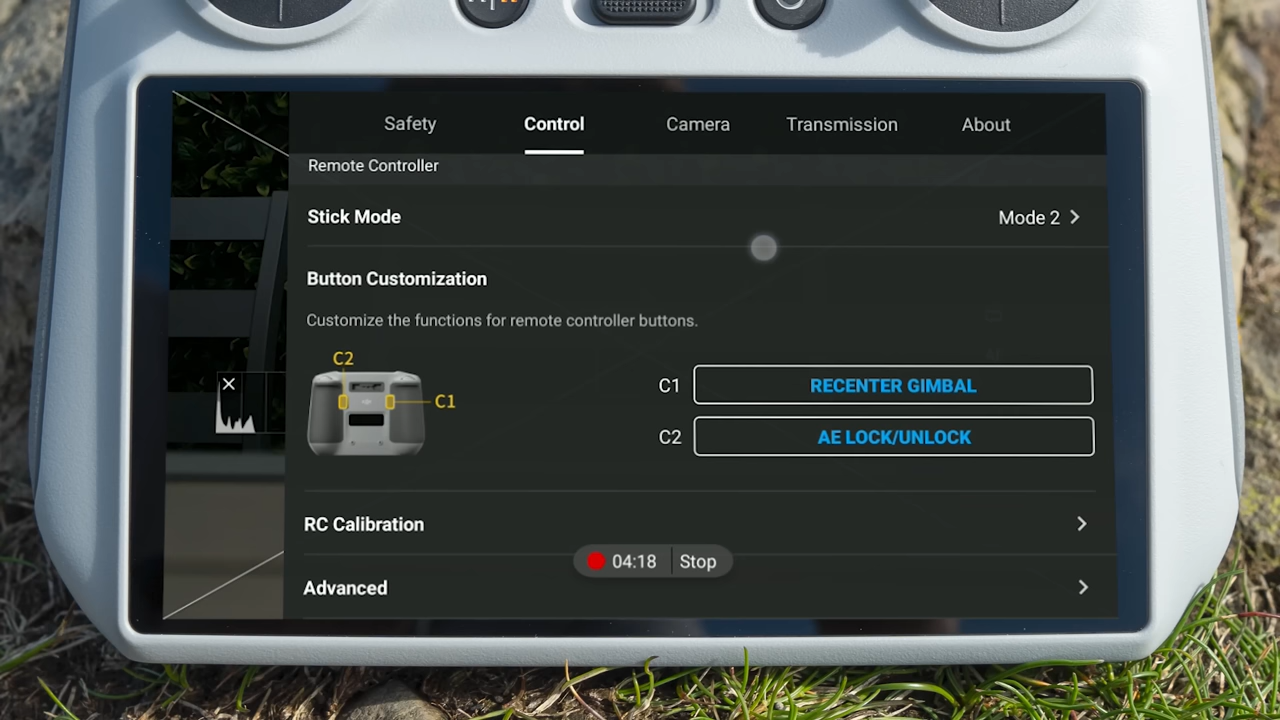 Safety Control Camera Transmission About
Remote Controller
Stick Mode Mode 2
Button Customization
Customize the functions for remote controller buttons.
C2
C1
C1 RECENTER GIMBAL
C2 AE LOCK/UNLOCK
RC Calibration
04:18 Stop
Advanced